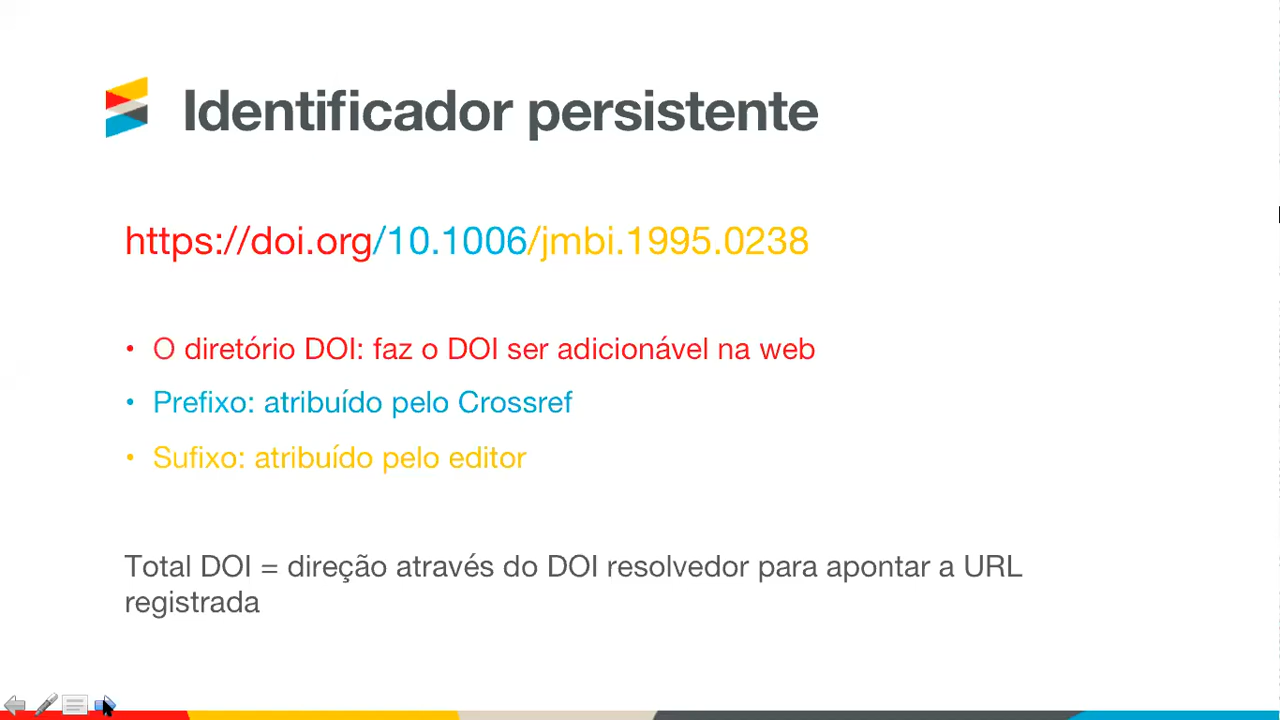 Identificador persistente
https://doi.org/10.1006/jmbi.1995.0238
• O diretório DOI: faz o DOI ser adicionável na web
• Prefixo: atribuído pelo Crossref
• Sufixo: atribuído pelo editor
Total DOI = direção através do DOI resolvedor para apontar a URL
registrada